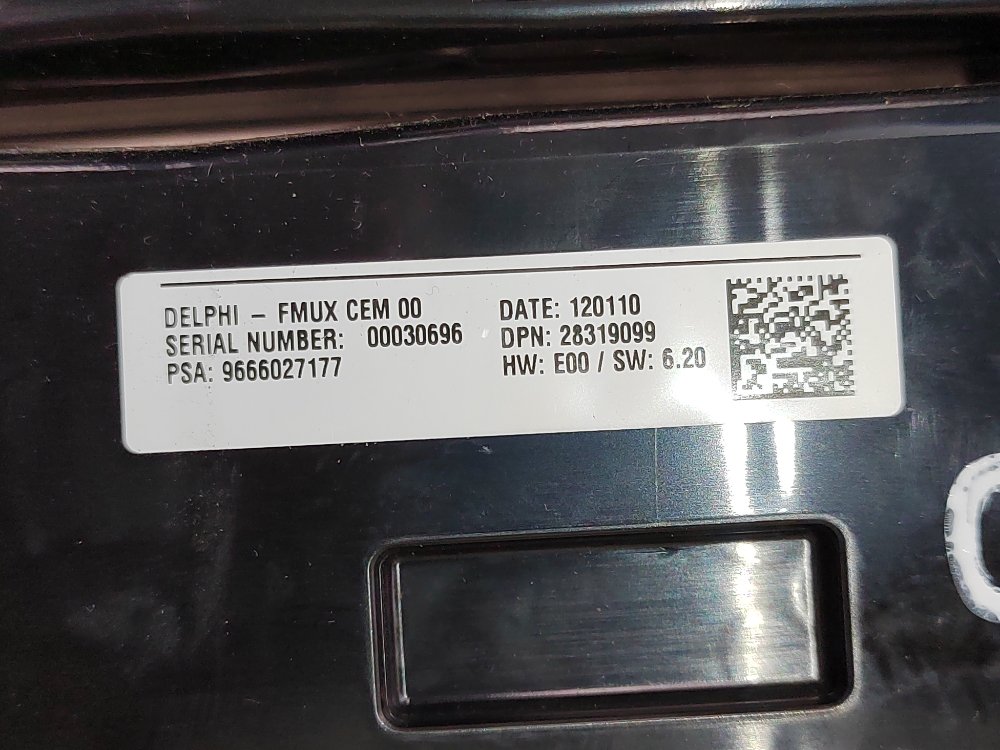 DELPHI - FMUX CEM 00
SERIAL NUMBER: 00030696
PSA: 9666027177
DATE: 120110
DPN: 28319099
HW: E00 / SW: 6.20